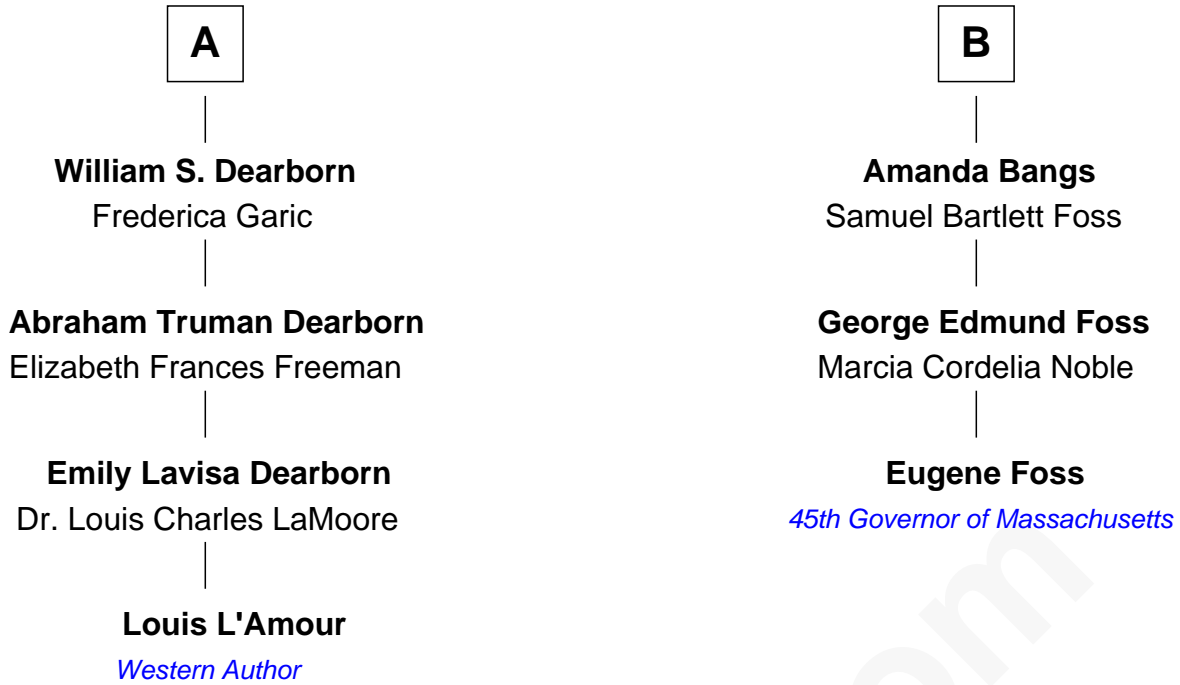 A
William S. Dearborn
Frederica Garic
Abraham Truman Dearborn
Elizabeth Frances Freeman
Emily Lavisa Dearborn
Dr. Louis Charles LaMoore
Louis L'Amour
Western Author
B
Amanda Bangs
Samuel Bartlett Foss
George Edmund Foss
Marcia Cordelia Noble
Eugene Foss
45th Governor of Massachusetts
om